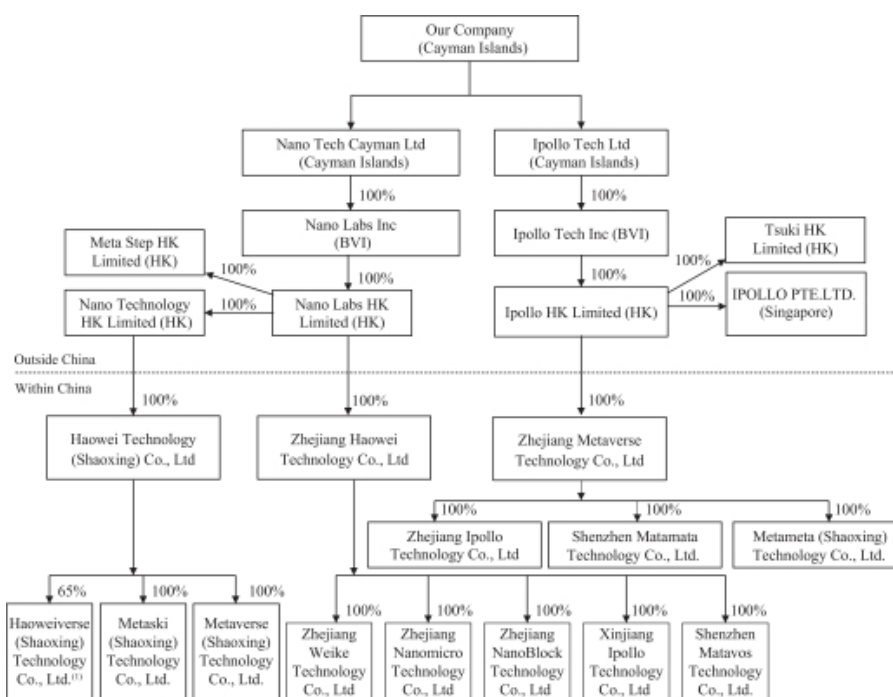 Our Company
(Cayman Islands)
Nano Tech Cayman Ltd
(Cayman Islands)
Ipollo Tech Ltd
(Cayman Islands)
100%
100%
Nano Labs Inc
(BVI)
Ipollo Tech Inc (BVI)
Tsuki HK
Limited (HK)
Meta Step HK
Limited (HK)
100%
100%
100%
100%
Nano Technology
HK Limited (HK)
100%
Nano Labs HK
Limited (HK)
Ipollo HK Limited (HK)
100%
IPOLLO PTE.LTD.
(Singapore)
Outside China
Within China
100%
100%
100%
Haowei Technology
(Shaoxing) Co., Ltd
Zhejiang Haowei
Technology Co., Ltd
Zhejiang Metaverse
Technology Co., Ltd
100%
100%
100%
Zhejiang Ipollo
Technology Co., Ltd
Shenzhen Matamata
Technology Co., Ltd.
Metameta (Shaoxing)
Technology Co., Ltd.
65%
100%
100%
Haoweiverse
(Shaoxing)
Technology
Co., Ltd.(1)
Metaski
(Shaoxing)
Technology
Co., Ltd.
Metaverse
(Shaoxing)
Technology
Co., Ltd.
100%
100%
100%
100%
100%
Zhejiang
Weike
Technology
Co., Ltd
Zhejiang
Nanomicro
Technology
Co., Ltd
Zhejiang
NanoBlock
Technology
Co., Ltd
Xinjiang
Ipollo
Technology
Co., Ltd
Shenzhen
Matavos
Technology
Co., Ltd.